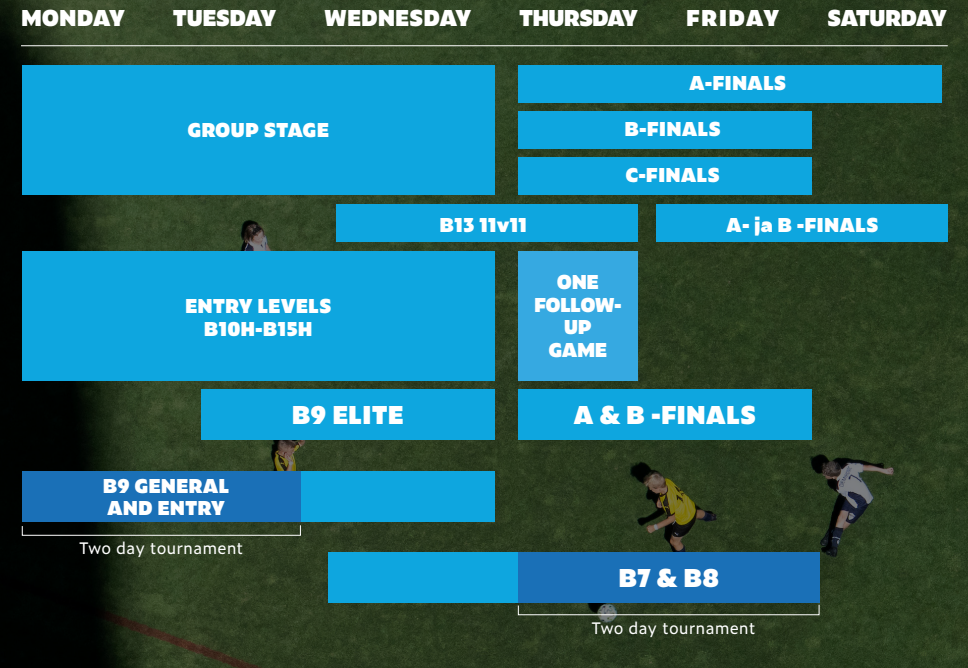 MONDAY TUESDAY WEDNESDAY THURSDAY FRIDAY SATURDAY
GROUP STAGE
A-FINALS
B-FINALS
C-FINALS
B13 11v11
A- ja B -FINALS
ENTRY LEVELS
B10H-B15H
ONE
FOLLOW-
UP
GAME
B9 ELITE
A & B -FINALS
B9 GENERAL
AND ENTRY
Two day tournament
B7 & B8
Two day tournament